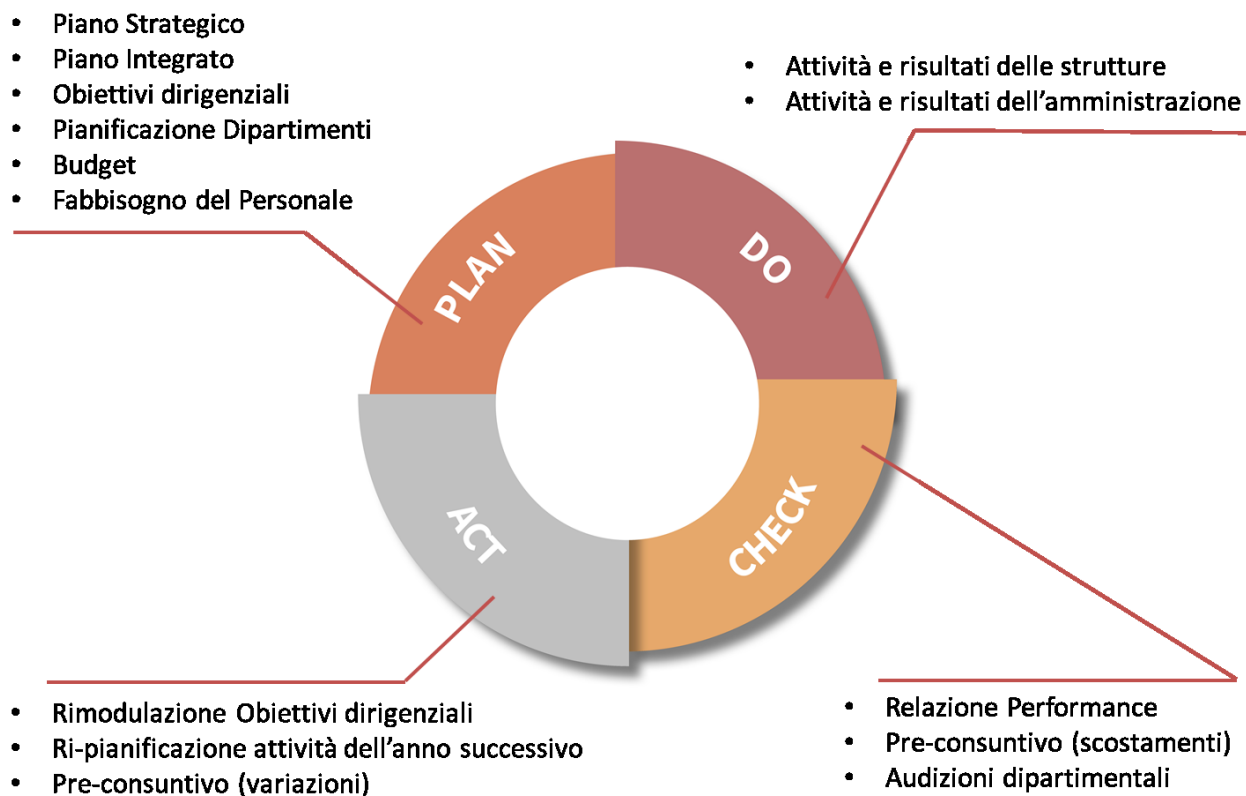 • Piano Strategico
• Piano Integrato
• Obiettivi dirigenziali
• Pianificazione Dipartimenti
• Budget
• Fabbisogno del Personale
• Attività e risultati delle strutture
• Attività e risultati dell’amministrazione
PLAN
DO
CHECK
ACT
• Rimodulazione Obiettivi dirigenziali
• Ri-pianificazione attività dell’anno successivo
• Pre-consuntivo (variazioni)
• Relazione Performance
• Pre-consuntivo (scostamenti)
• Audizioni dipartimentali